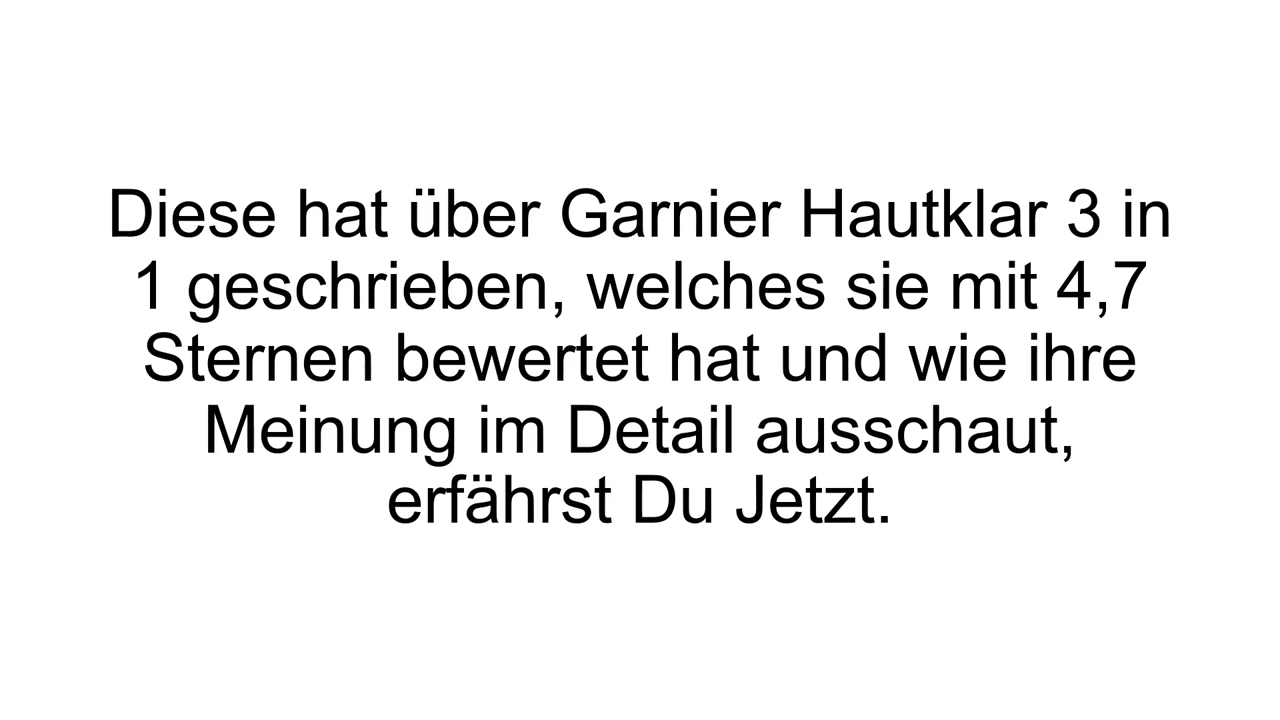 Diese hat über Garnier Hautklar 3 in
1 geschrieben, welches sie mit 4,7
Sternen bewertet hat und wie ihre
Meinung im Detail ausschaut,
erfährst Du Jetzt.